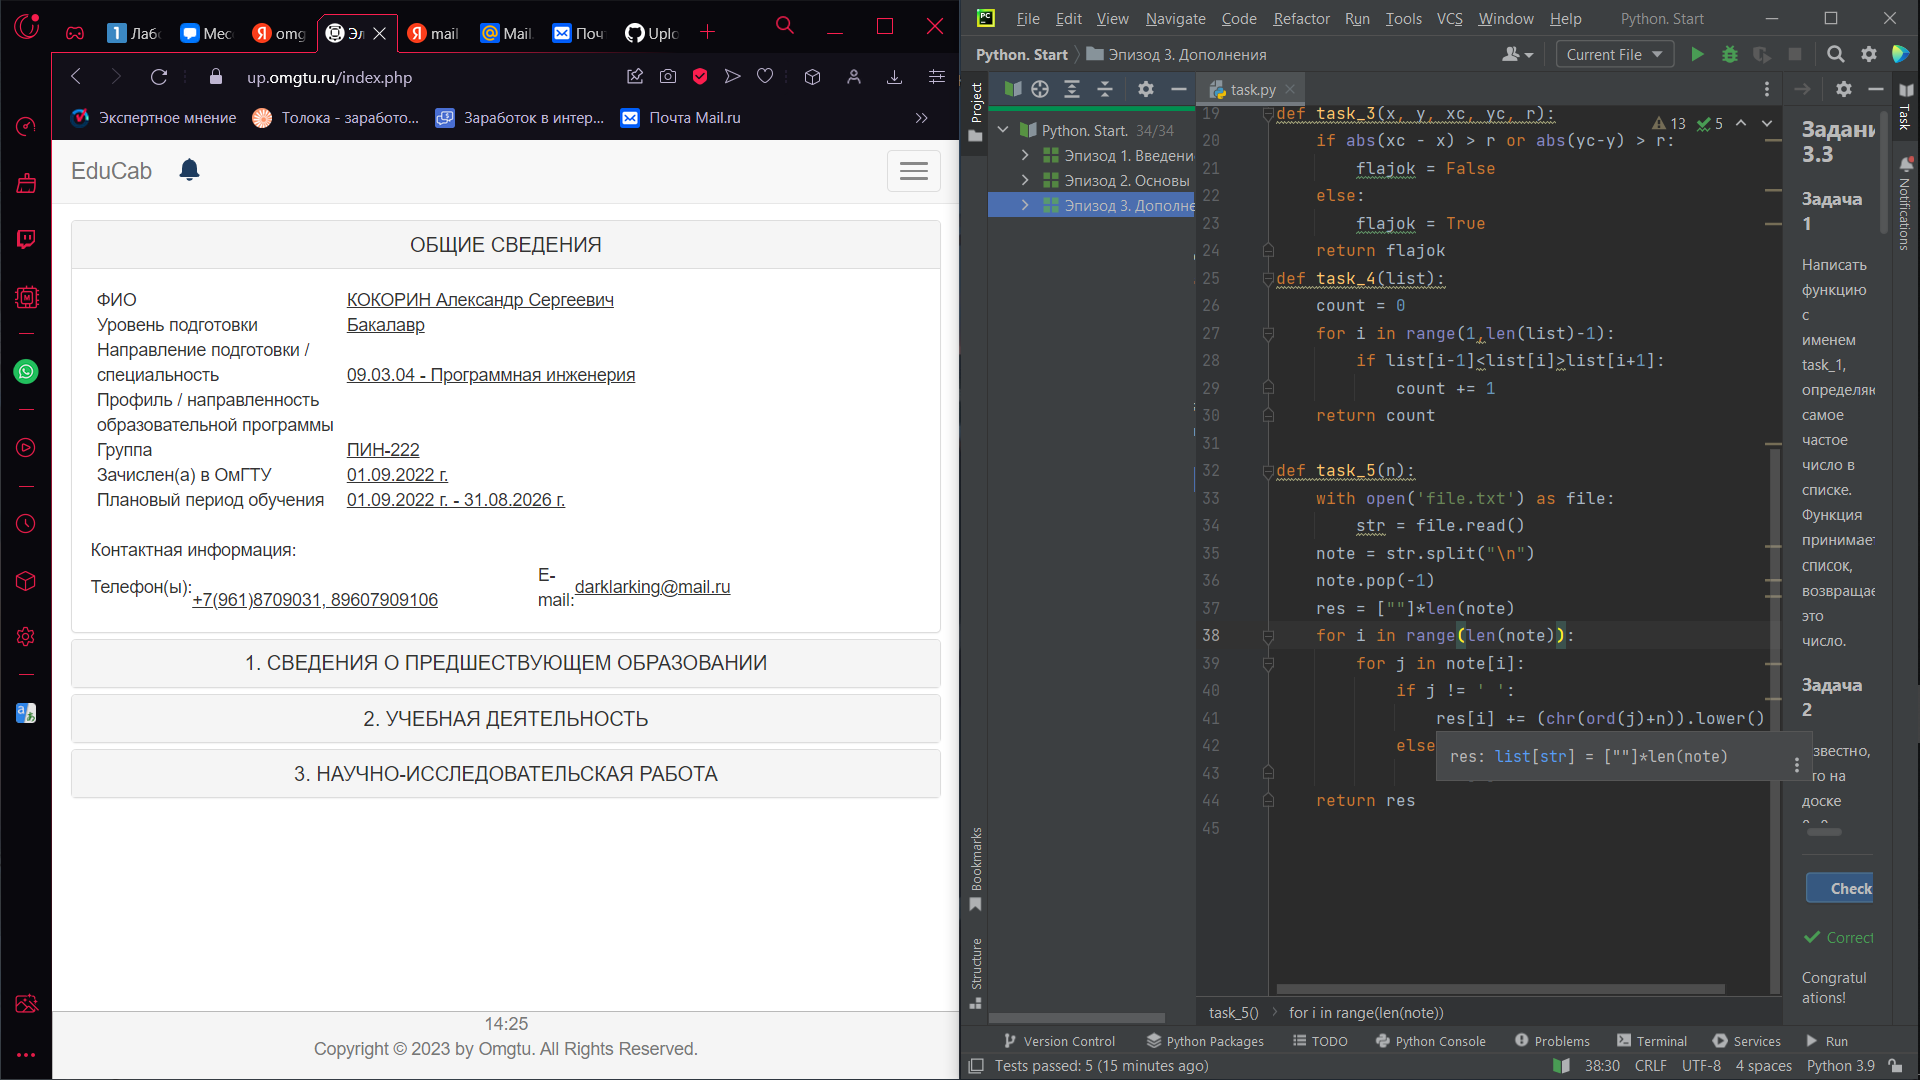 Лабо
Месс
omg
Эл
mail
Mail.
Поч
Uplo
up.omgtu.ru/index.php
Экспертное мнение
Толока - заработо...
Заработок в интер...
Почта Mail.ru
»
EduCab
ОБЩИЕ СВЕДЕНИЯ
ФИО КОКОРИН Александр Сергеевич
Уровень подготовки Бакалавр
Направление подготовки /
специальность 09.03.04 - Программная инженерия
Профиль / направленность
образовательной программы
Группа ПИН-222
Зачислен(а) в ОмГТУ 01.09.2022 г.
Плановый период обучения 01.09.2022 г. - 31.08.2026 г.
Контактная информация:
Телефон(ы): +7(961)8709031, 89607909106
E-
mail: darklarking@mail.ru
1. СВЕДЕНИЯ О ПРЕДШЕСТВУЮЩЕМ ОБРАЗОВАНИИ
2. УЧЕБНАЯ ДЕЯТЕЛЬНОСТЬ
3. НАУЧНО-ИССЛЕДОВАТЕЛЬСКАЯ РАБОТА
14:25
Copyright © 2023 by Omgtu. All Rights Reserved.
PC File Edit View Navigate Code Refactor Run Tools VCS Window Help Python. Start
Python. Start Эпизод 3. Дополнения
Current File
Project
task.py
Python. Start. 34/34
Эпизод 1. Введени
Эпизод 2. Основы
Эпизод 3. Дополне
13 5
19 def task_3(x, y, xc, yc, r):
20 if abs(xc - x) > r or abs(yc-y) > r:
21 flajok = False
22 else:
23 flajok = True
24 return flajok
25 def task_4(list):
26 count = 0
27 for i in range(1,len(list)-1):
28 if list[i-1]<list[i]>list[i+1]:
29 count += 1
30 return count
31
32 def task_5(n):
33 with open('file.txt') as file:
34 str = file.read()
35 note = str.split("\n")
36 note.pop(-1)
37 res = [""]*len(note)
38 for i in range(len(note)):
39 for j in note[i]:
40 if j != ' ':
41 res[i] += (chr(ord(j)+n)).lower()
42 else
res: list[str] = [""]*len(note)
43
44 return res
45
Задани
3.3
Задача
1
Написать
функцию
с
именем
task_1,
определяю
самое
частое
число в
списке.
Функция
принимает
список,
возвращае
это
число.
Задача
2
звестно,
то на
доске
Check
Correct
Congratul
ations!
Task
Notifications
Bookmarks
Structure
task_5() for i in range(len(note))
Version Control Python Packages TODO Python Console Problems Terminal Services Run
Tests passed: 5 (15 minutes ago)
38:30 CRLF UTF-8 4 spaces Python 3.9